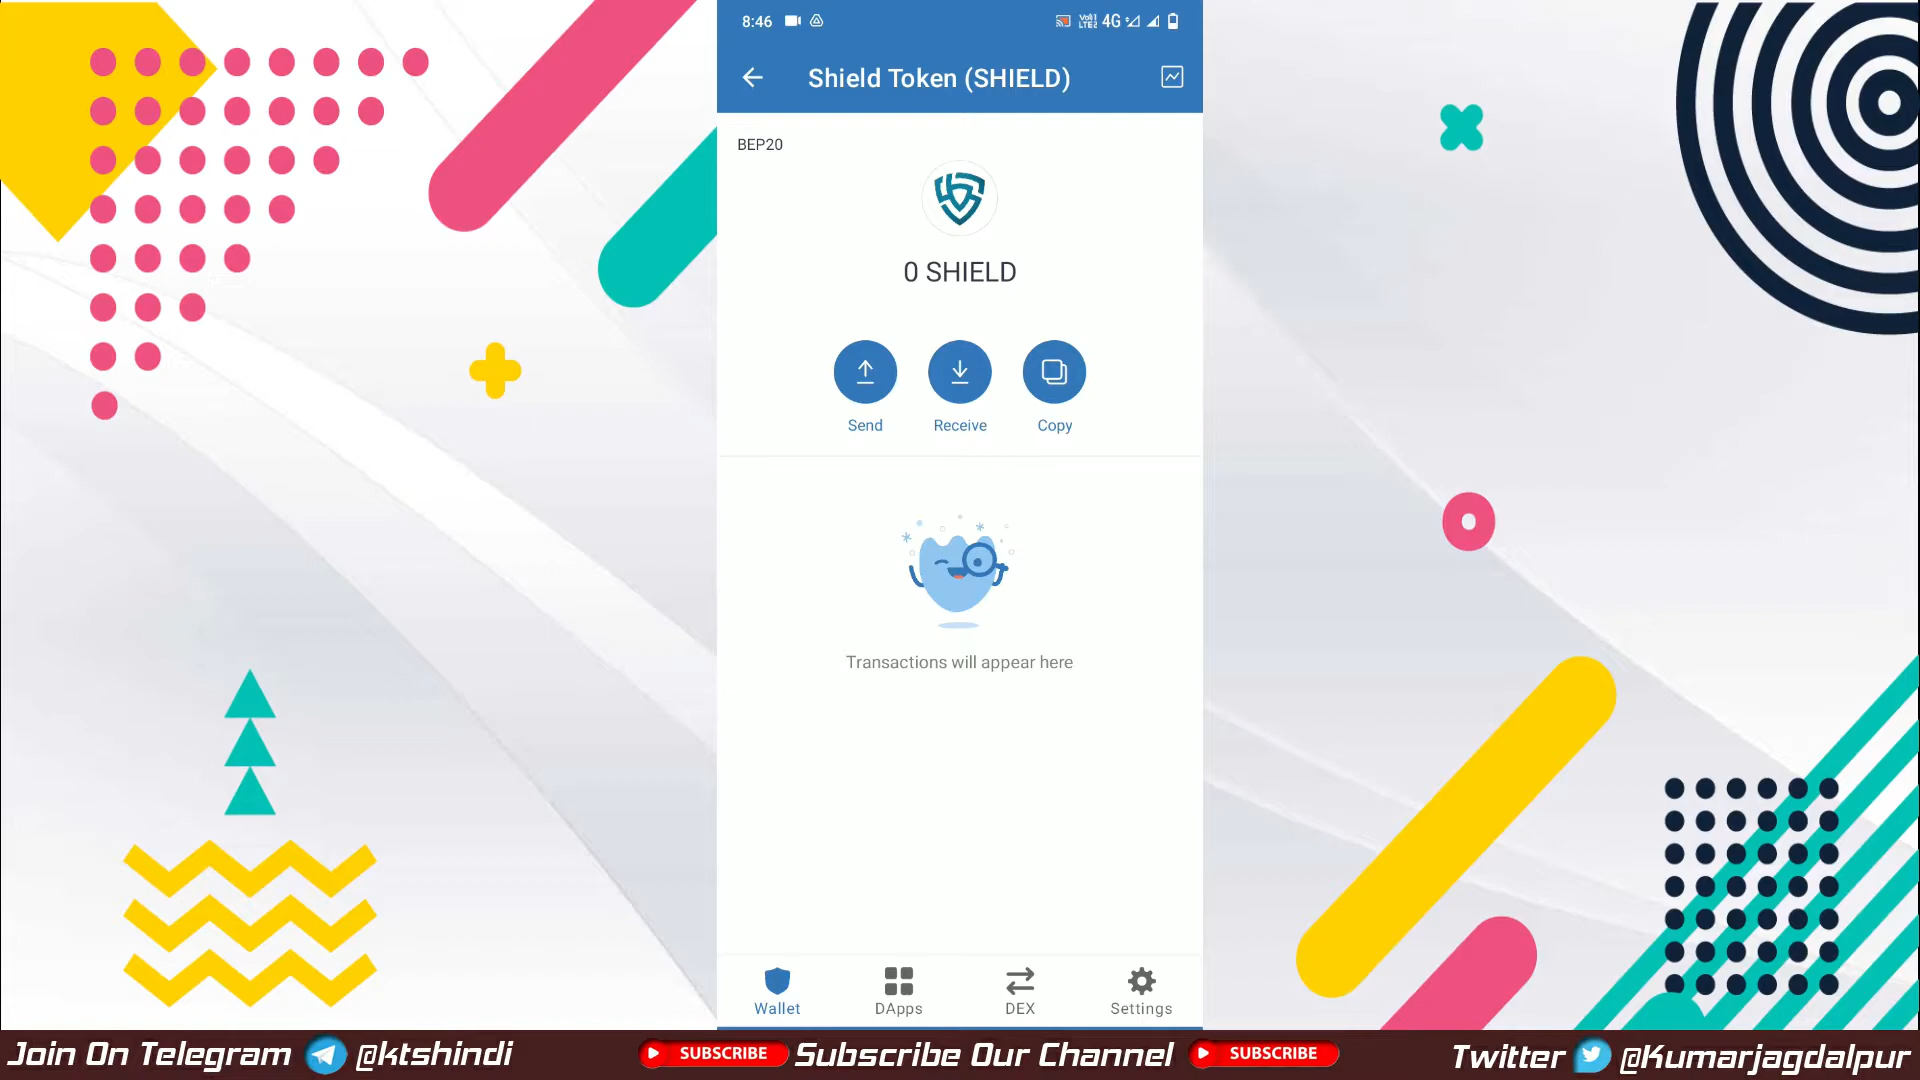 8:46
4G
Shield Token (SHIELD)
BEP20
0 SHIELD
Send Receive Copy
Transactions will appear here
Wallet DApps DEX Settings
Join On Telegram @ktshindi SUBSCRIBE Subscribe Our Channel SUBSCRIBE Twitter @Kumarjagdalpur